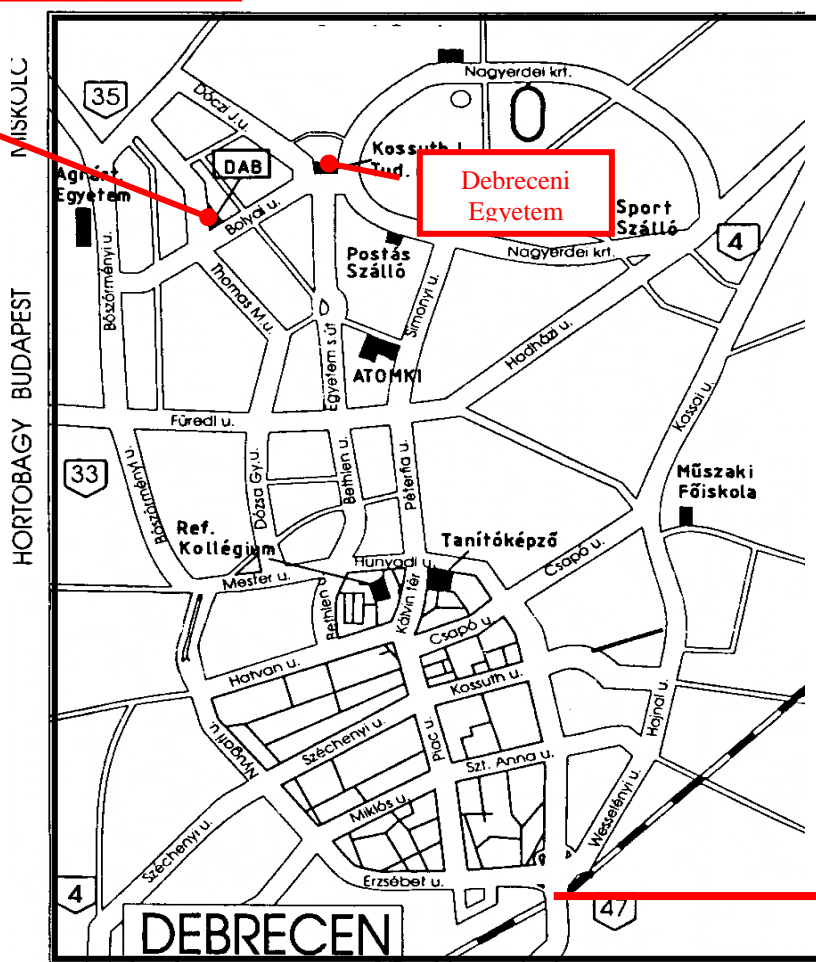 MISKOLC
HORTOBAGY BUDAPEST
35
Dóczi J.u.
Nagyerdei krt.
Kossuth L.
Tud.
DAB
Agrárt.
Egyetem
Debreceni
Egyetem
Sport
Szálló
4
Bolyai u.
Postás
Szálló
Nagyerdei krt.
Böszörményi u.
Thomas M.u.
Simonyi u.
Egyetem s.út
Hadházi u.
ATOMKI
Kassai u.
Füredi u.
33
Böszörményi u.
Dózsa Gy.u.
Bethlen u.
Péterfia u.
Műszaki
Főiskola
Ref.
Kollégium
Tanítóképző
Hunyadi u.
Csapó u.
Mester u.
Bethlen u.
Kálvin tér
Csapó u.
Hatvan u.
Kossuth u.
Hajnal u.
Nyugati u.
Széchenyi u.
Piac u.
Szt. Anna u.
Miklós u.
Wesselényi u.
Széchenyi u.
Erzsébet u.
4
47
DEBRECEN